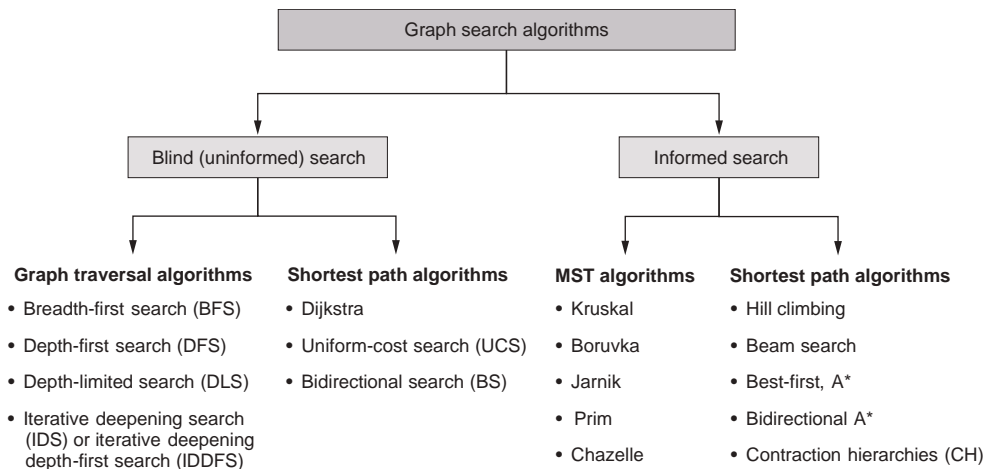 Graph search algorithms
Blind (uninformed) search
Informed search
Graph traversal algorithms
• Breadth-first search (BFS)
• Depth-first search (DFS)
• Depth-limited search (DLS)
• Iterative deepening search
(IDS) or iterative deepening
depth-first search (IDDFS)
Shortest path algorithms
• Dijkstra
• Uniform-cost search (UCS)
• Bidirectional search (BS)
MST algorithms
• Kruskal
• Boruvka
• Jarnik
• Prim
• Chazelle
Shortest path algorithms
• Hill climbing
• Beam search
• Best-first, A*
• Bidirectional A*
• Contraction hierarchies (CH)